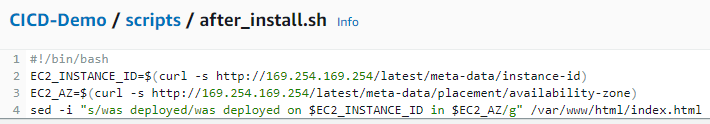 CICD-Demo / scripts / after_install.sh Info
1 #!/bin/bash
2 EC2_INSTANCE_ID=$(curl -s http://169.254.169.254/latest/meta-data/instance-id)
3 EC2_AZ=$(curl -s http://169.254.169.254/latest/meta-data/placement/availability-zone)
4 sed -i "s/was deployed/was deployed on $EC2_INSTANCE_ID in $EC2_AZ/g" /var/www/html/index.html